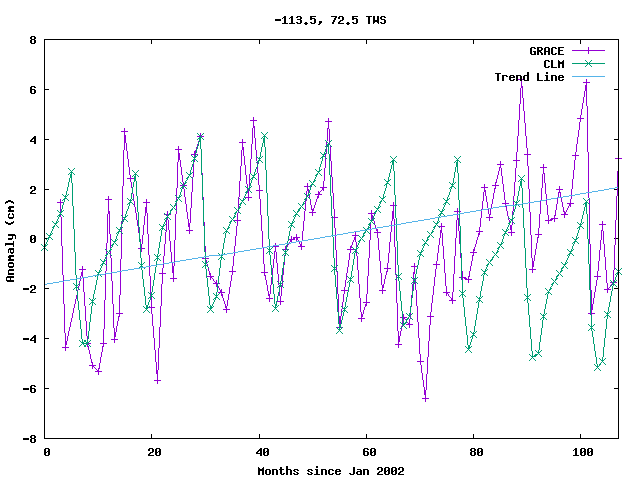 -113.5, 72.5 TWS
GRACE
CLM
Trend Line
Anomaly (cm)
8
6
4
2
0
-2
-4
-6
-8
0 20 40 60 80 100
Months since Jan 2002